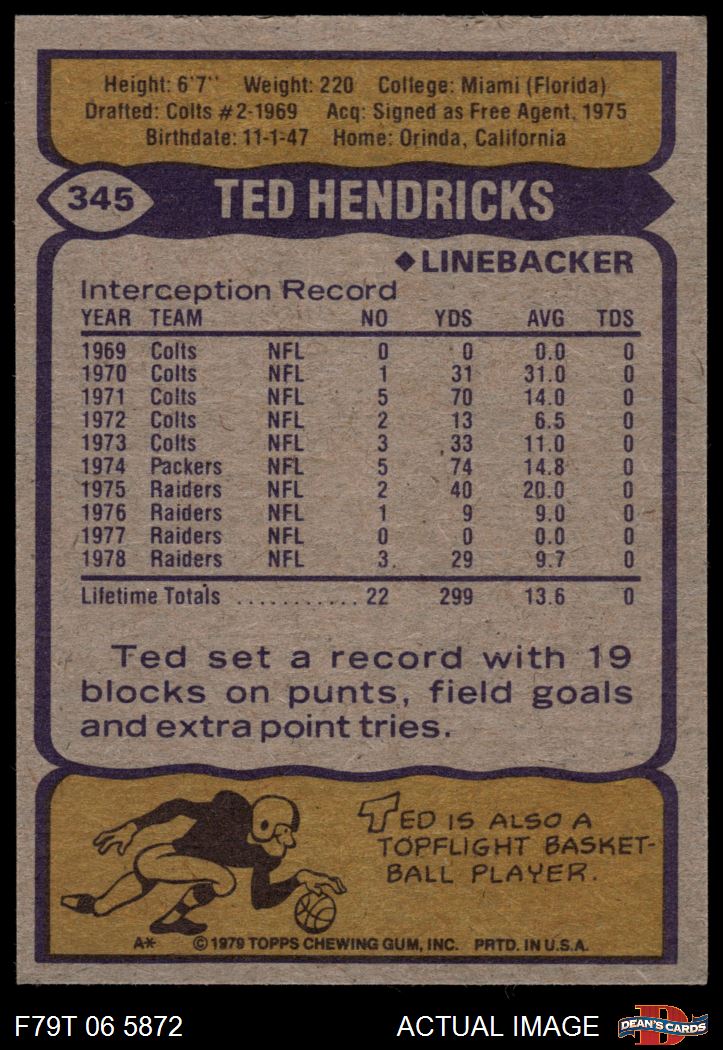 Height: 6'7" Weight: 220 College: Miami (Florida)
Drafted: Colts #2-1969 Acq: Signed as Free Agent, 1975
Birthdate: 11-1-47 Home: Orinda, California
345 TED HENDRICKS
◆LINEBACKER
Interception Record
YEAR TEAM NO YDS AVG TDS
1969 Colts NFL 0 0 0.0 0
1970 Colts NFL 1 31 31.0 0
1971 Colts NFL 5 70 14.0 0
1972 Colts NFL 2 13 6.5 0
1973 Colts NFL 3 33 11.0 0
1974 Packers NFL 5 74 14.8 0
1975 Raiders NFL 2 40 20.0 0
1976 Raiders NFL 1 9 9.0 0
1977 Raiders NFL 0 0 0.0 0
1978 Raiders NFL 3 29 9.7 0
Lifetime Totals ............ 22 299 13.6 0
Ted set a record with 19
blocks on punts, field goals
and extra point tries.
TED IS ALSO A
TOPFLIGHT BASKET-
BALL PLAYER.
A* © 1979 TOPPS CHEWING GUM, INC. PRTD. IN U.S.A.
F79T 06 5872 ACTUAL IMAGE D DEAN'S CARDS